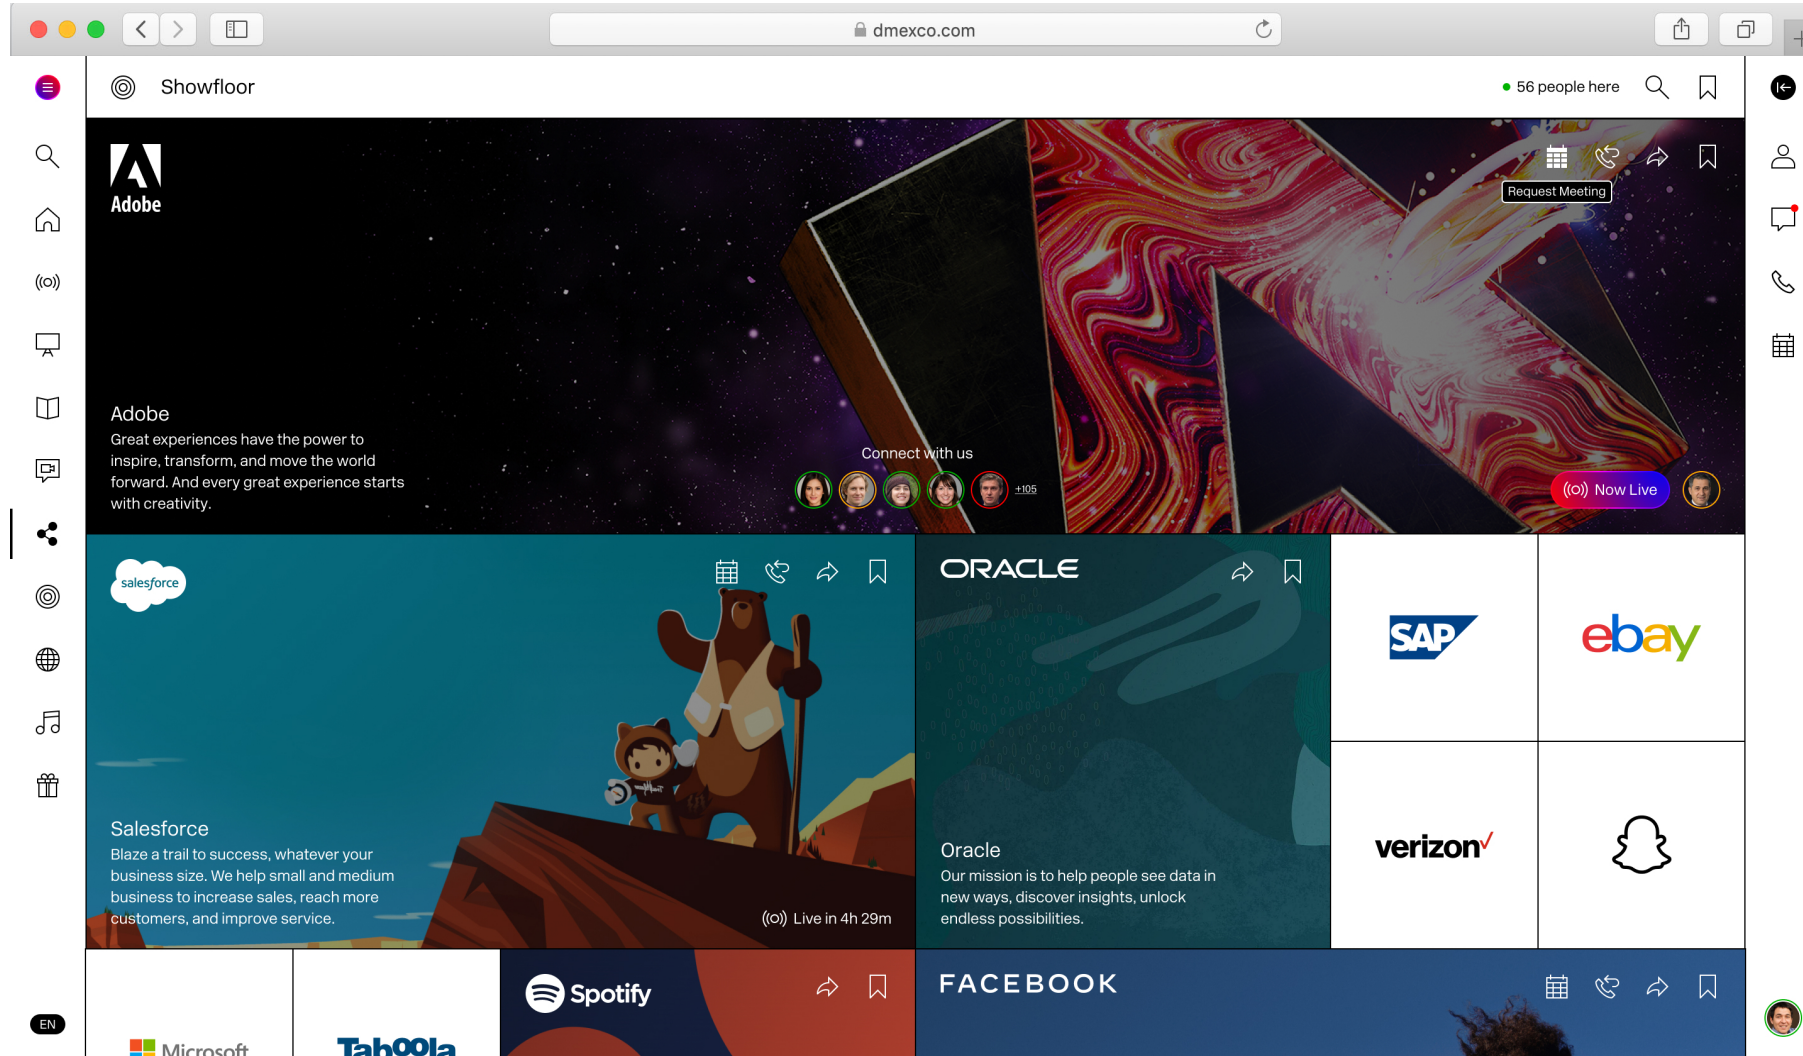 dmexco.com
Showfloor
56 people here
Adobe
Request Meeting
Adobe
Great experiences have the power to
inspire, transform, and move the world
forward. And every great experience starts
with creativity.
Connect with us
+105
((O)) Now Live
salesforce
Salesforce
Blaze a trail to success, whatever your
business size. We help small and medium
business to increase sales, reach more
customers, and improve service.
((O)) Live in 4h 29m
ORACLE
Oracle
Our mission is to help people see data in
new ways, discover insights, unlock
endless possibilities.
SAP
ebay
verizon
Microsoft
Taboola
Spotify
FACEBOOK
EN